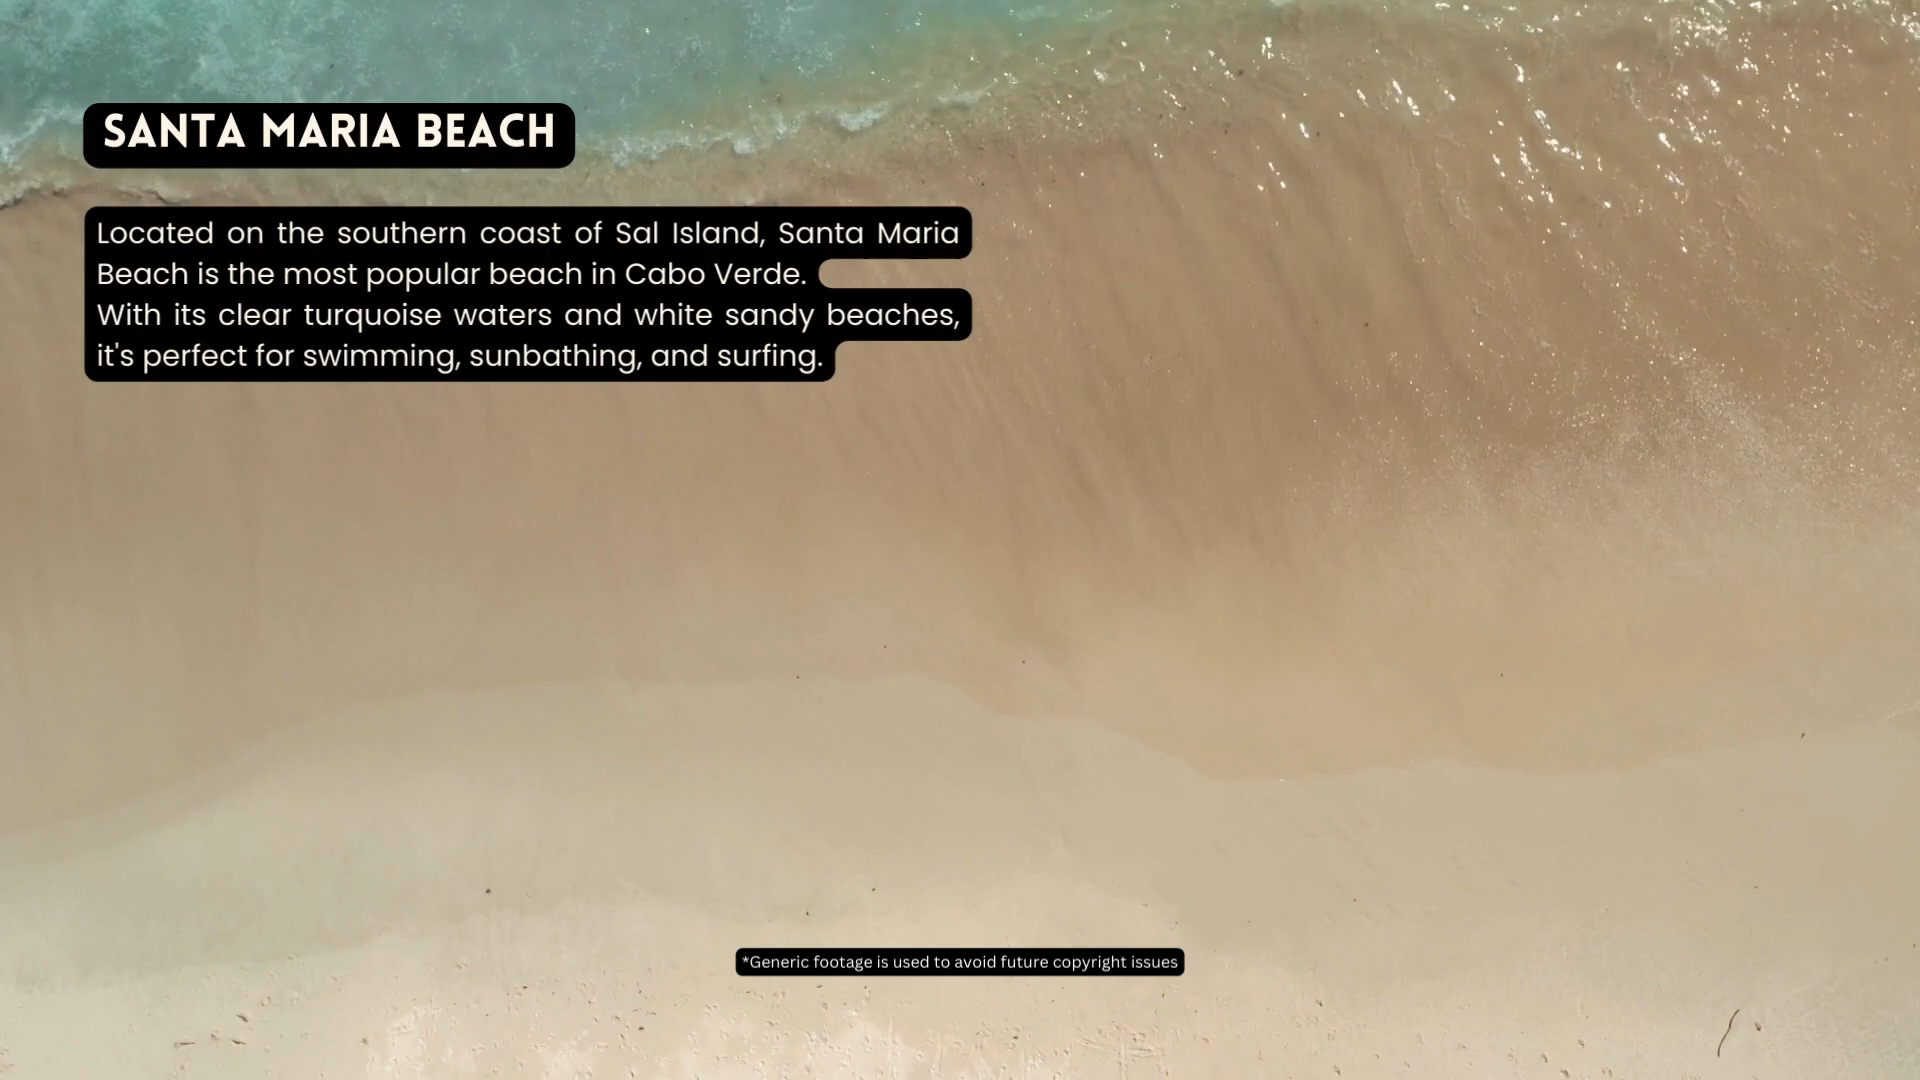 SANTA MARIA BEACH
Located on the southern coast of Sal Island, Santa Maria
Beach is the most popular beach in Cabo Verde.
With its clear turquoise waters and white sandy beaches,
it's perfect for swimming, sunbathing, and surfing.
*Generic footage is used to avoid future copyright issues